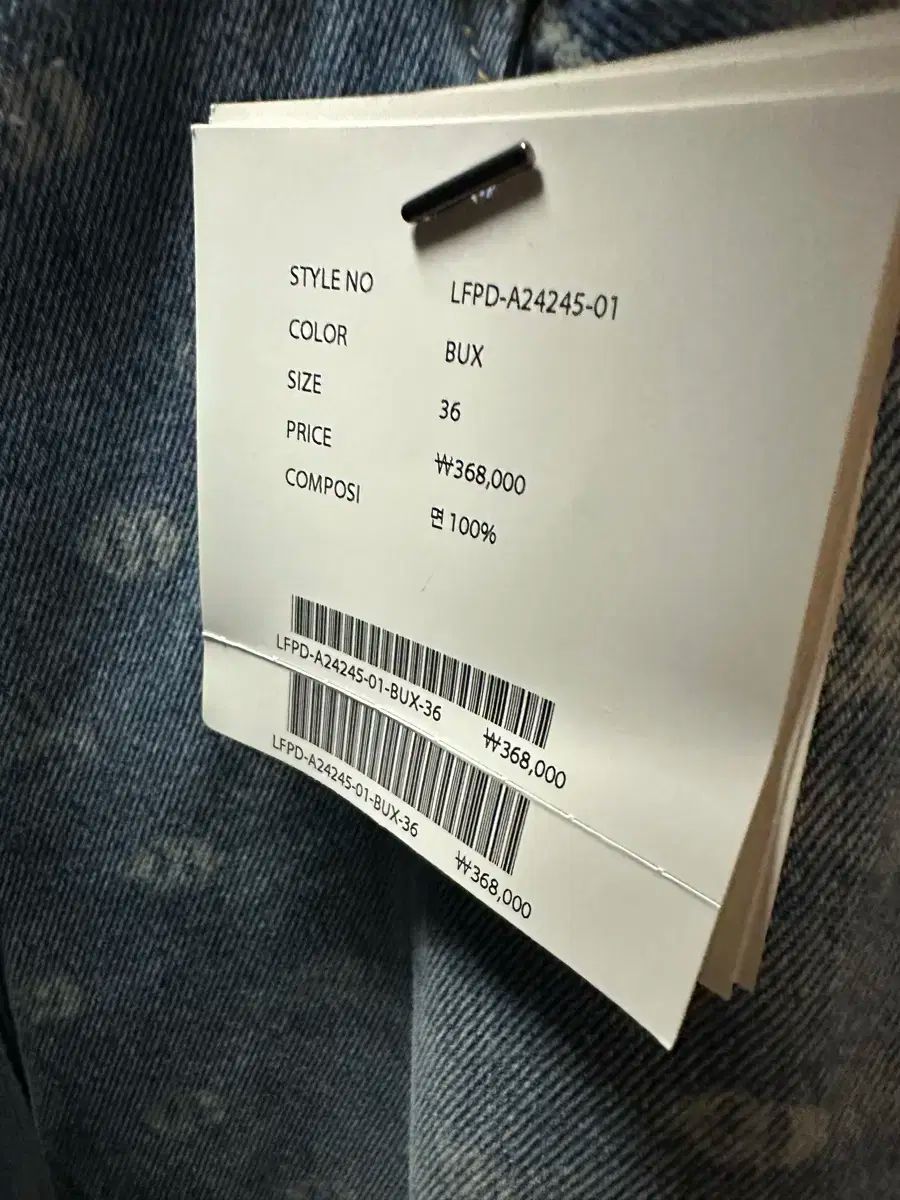 STYLE NO LFPD-A24245-01
COLOR BUX
SIZE 36
PRICE ₩368,000
COMPOSI 면 100%
LFPD-A24245-01-BUX-36
₩368,000
LFPD-A24245-01-BUX-36
₩368,000